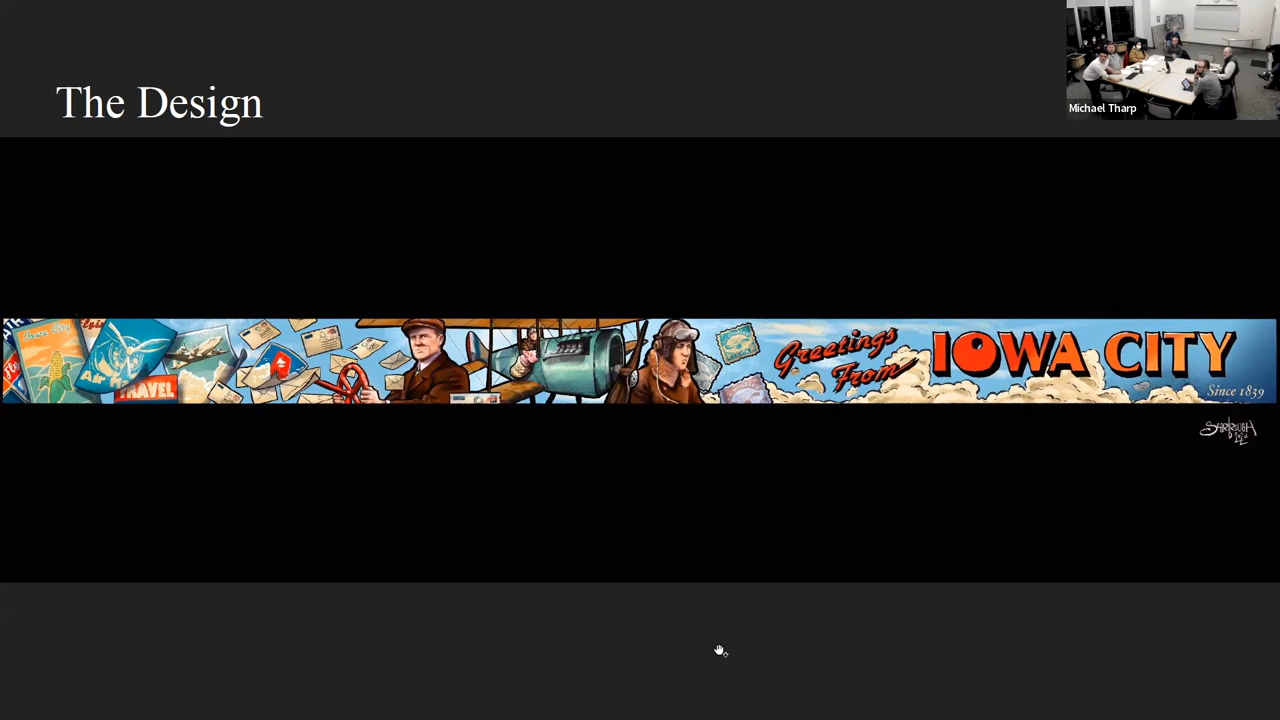 The Design
Michael Tharp
Iowa City
AIR M
TRAVEL
Greetings
From
IOWA CITY
Since 1839